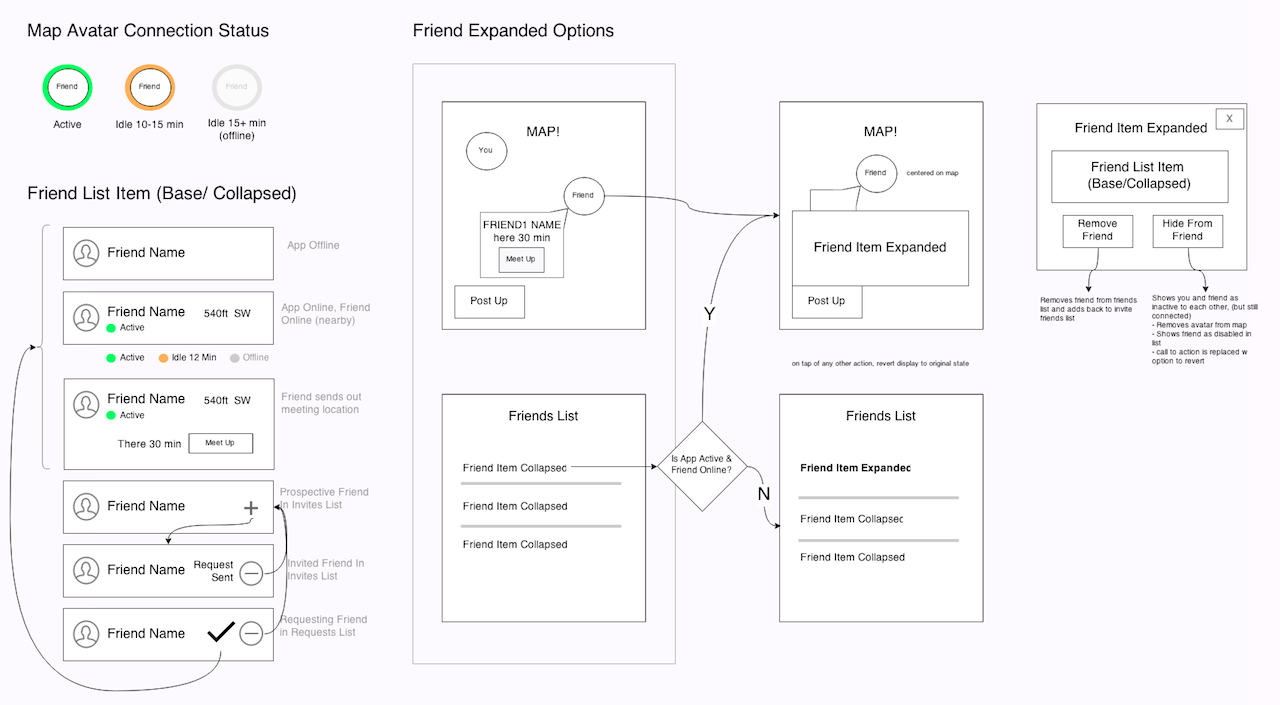 Map Avatar Connection Status
Friend
Friend
Friend
Active
Idle 10-15 min
Idle 15+ min
(offline)
Friend List Item (Base/ Collapsed)
Friend Name
App Offline
Friend Name
540ft SW
Active
App Online, Friend
Online (nearby)
Active
Idle 12 Min
Offline
Friend Name
540ft SW
Active
There 30 min
Meet Up
Friend sends out
meeting location
Friend Name
+
Prospective Friend
In Invites List
Friend Name
Request
Sent
Invited Friend In
Invites List
Friend Name
Requesting Friend
in Requests List
Friend Expanded Options
MAP!
You
Friend
FRIEND1 NAME
here 30 min
Meet Up
Post Up
MAP!
Friend
centered on map
Friend Item Expanded
Post Up
on tap of any other action, revert display to original state
Friends List
Friend Item Collapsed
Friend Item Collapsed
Friend Item Collapsed
Is App Active &
Friend Online?
Y
N
Friends List
Friend Item Expanded
Friend Item Collapsed
Friend Item Collapsed
Friend Item Expanded
X
Friend List Item
(Base/Collapsed)
Remove
Friend
Hide From
Friend
Removes friend from friends
list and adds back to invite
friends list
Shows you and friend as
inactive to each other, (but still
connected)
- Removes avatar from map
- Shows friend as disabled in
list
- call to action is replaced w
option to revert